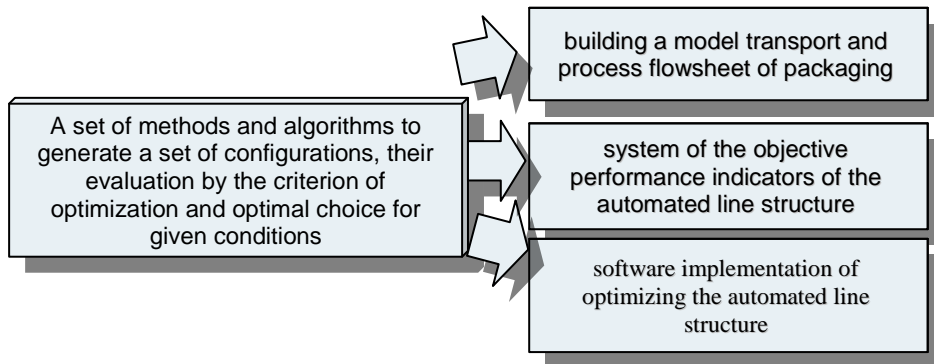 A set of methods and algorithms to
generate a set of configurations, their
evaluation by the criterion of
optimization and optimal choice for
given conditions
building a model transport and
process flowsheet of packaging
system of the objective
performance indicators of the
automated line structure
software implementation of
optimizing the automated line
structure